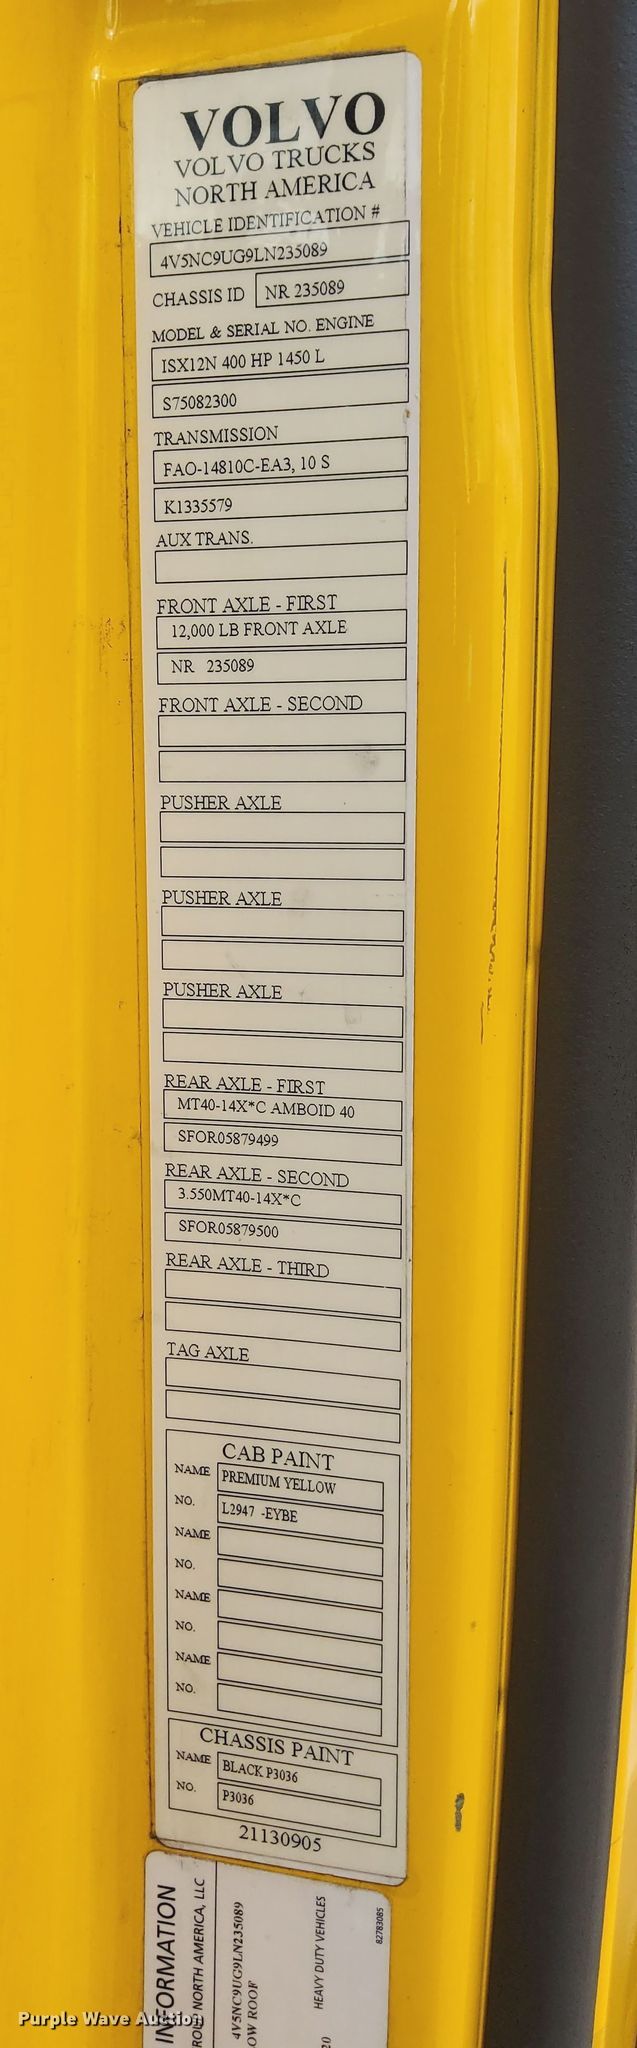 VOLVO
VOLVO TRUCKS
NORTH AMERICA
VEHICLE IDENTIFICATION #
4V5NC9UG9LN235089
CHASSIS ID NR 235089
MODEL & SERIAL NO. ENGINE
ISX12N 400 HP 1450 L
S75082300
TRANSMISSION
FAO-14810C-EA3, 10 S
K1335579
AUX TRANS.
FRONT AXLE - FIRST
12,000 LB FRONT AXLE
NR 235089
FRONT AXLE - SECOND
PUSHER AXLE
PUSHER AXLE
PUSHER AXLE
REAR AXLE - FIRST
MT40-14X*C AMBOID 40
SFOR05879499
REAR AXLE - SECOND
3.550MT40-14X*C
SFOR05879500
REAR AXLE - THIRD
TAG AXLE
CAB PAINT
NAME PREMIUM YELLOW
NO. L2947 -EYBE
NAME
NO.
NAME
NO.
NAME
NO.
CHASSIS PAINT
NAME BLACK P3036
NO. P3036
21130905
INFORMATION
NORTH AMERICA, LLC
4V5NC9UG9LN235089
OW ROOF
HEAVY DUTY VEHICLES
20
82783085
Purple Wave Auction